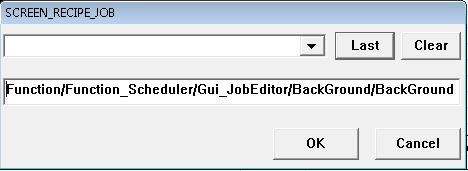 SCREEN_RECIPE_JOB
Last Clear
Function/Function_Scheduler/Gui_JobEditor/BackGround/BackGround
OK Cancel